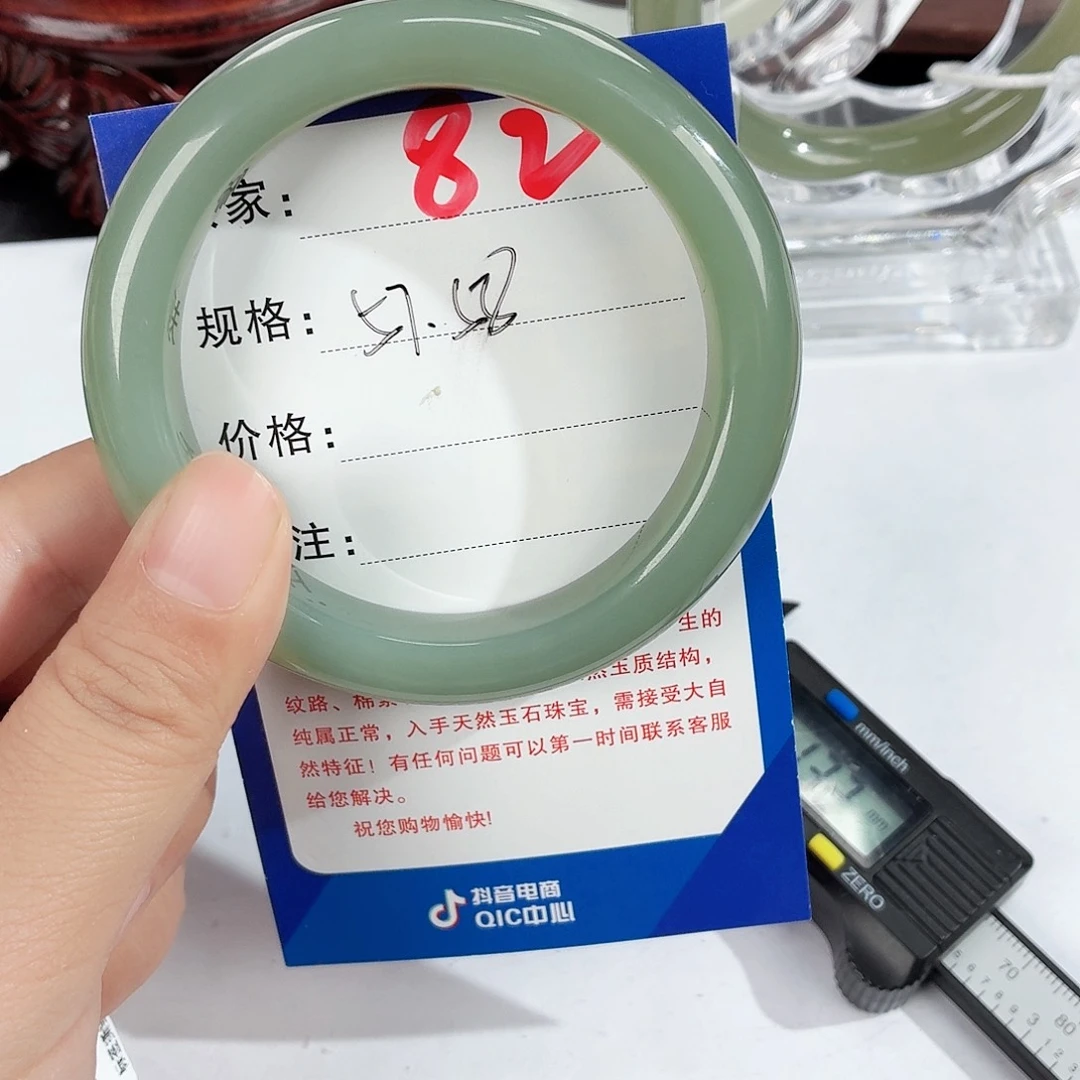 家： 82
规格： 57.58
价格：
注：
生的
然玉质结构，
纹路、棉
纯属正常，入手天然玉石珠宝，需接受大自
然特征！有任何问题可以第一时间联系客服
给您解决。
祝您购物愉快！
抖音电商
QIC中心
mm/inch
mm
ZERO
70
80